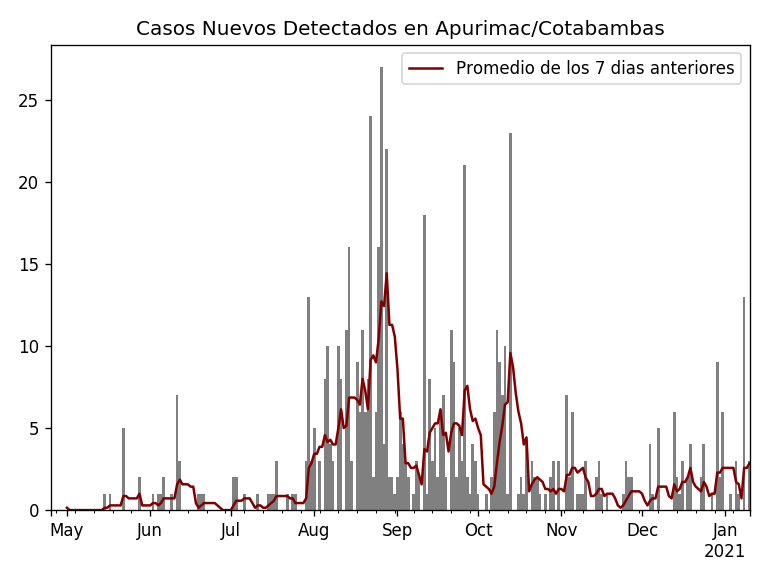 Casos Nuevos Detectados en Apurimac/Cotabambas
Promedio de los 7 dias anteriores
25
20
15
10
5
0
May Jun Jul Aug Sep Oct Nov Dec Jan
2021